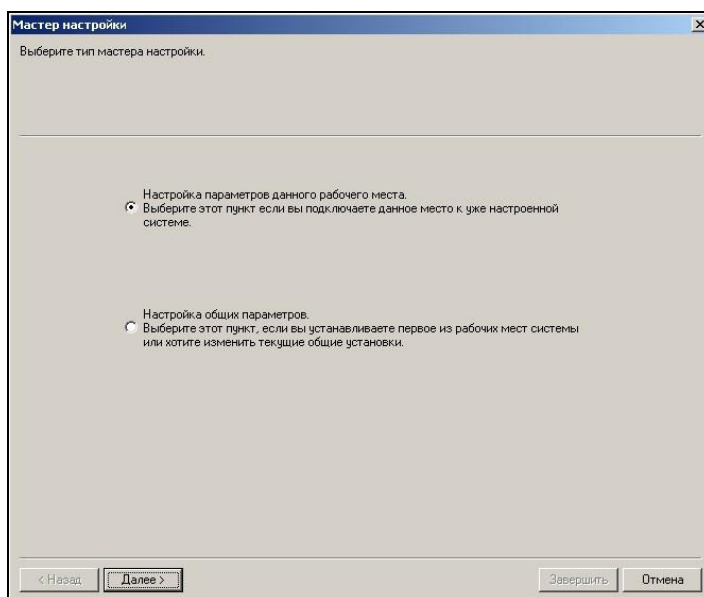 Мастер настройки
Выберите тип мастера настройки.
Настройка параметров данного рабочего места.
Выберите этот пункт если вы подключаете данное место к уже настроенной
системе.
Настройка общих параметров.
Выберите этот пункт, если вы устанавливаете первое из рабочих мест системы
или хотите изменить текущие общие установки.
< Назад Далее > Завершить Отмена